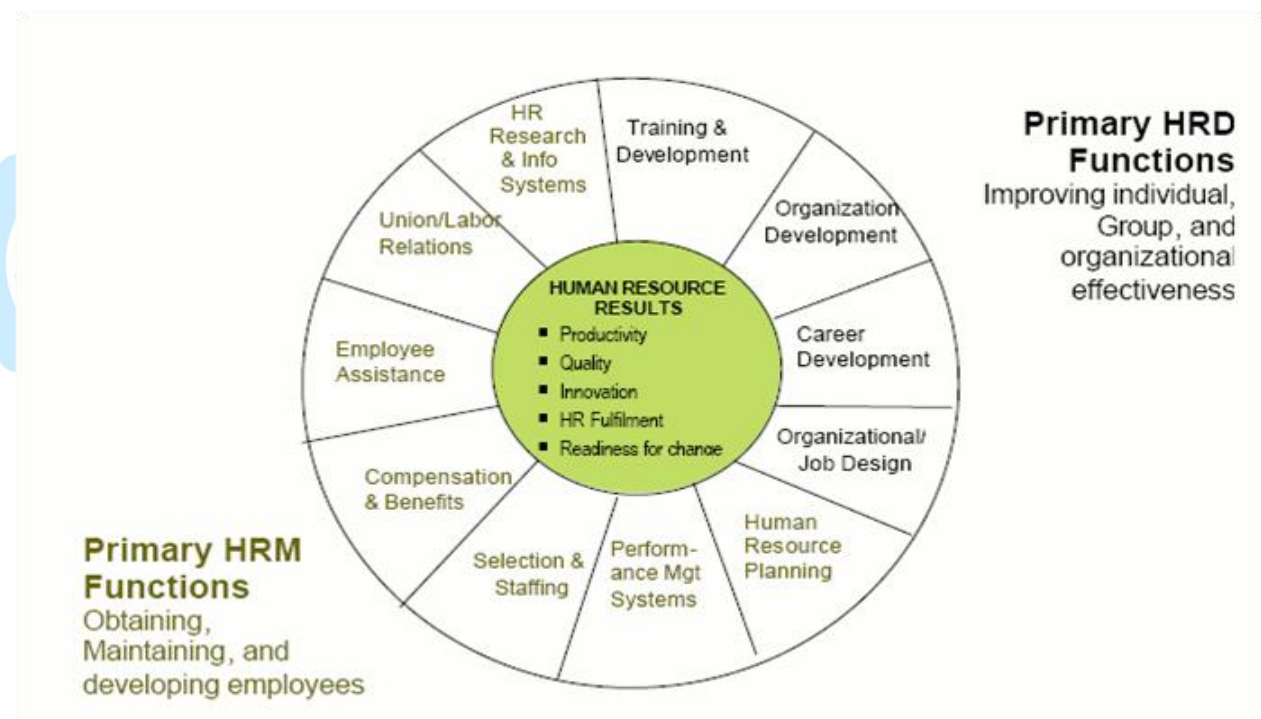 HR
Research
& Info
Systems
Training &
Development
Organization
Development
Career
Development
Organizational/
Job Design
Human
Resource
Planning
Perform-
ance Mgt
Systems
Selection &
Staffing
Compensation
& Benefits
Employee
Assistance
Union/Labor
Relations
HUMAN RESOURCE
RESULTS
▪ Productivity
▪ Quality
▪ Innovation
▪ HR Fulfilment
▪ Readiness for change
Primary HRD
Functions
Improving individual,
Group, and
organizational
effectiveness
Primary HRM
Functions
Obtaining,
Maintaining, and
developing employees